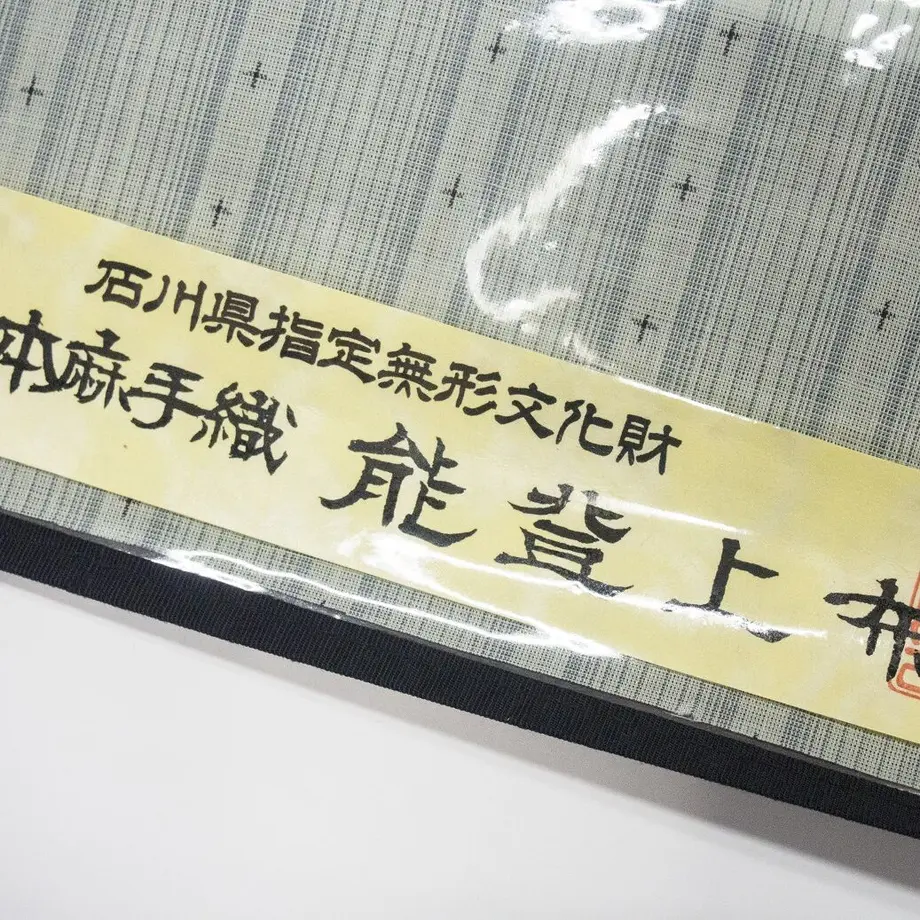 石川県指定無形文化財
本麻手織 能登上布